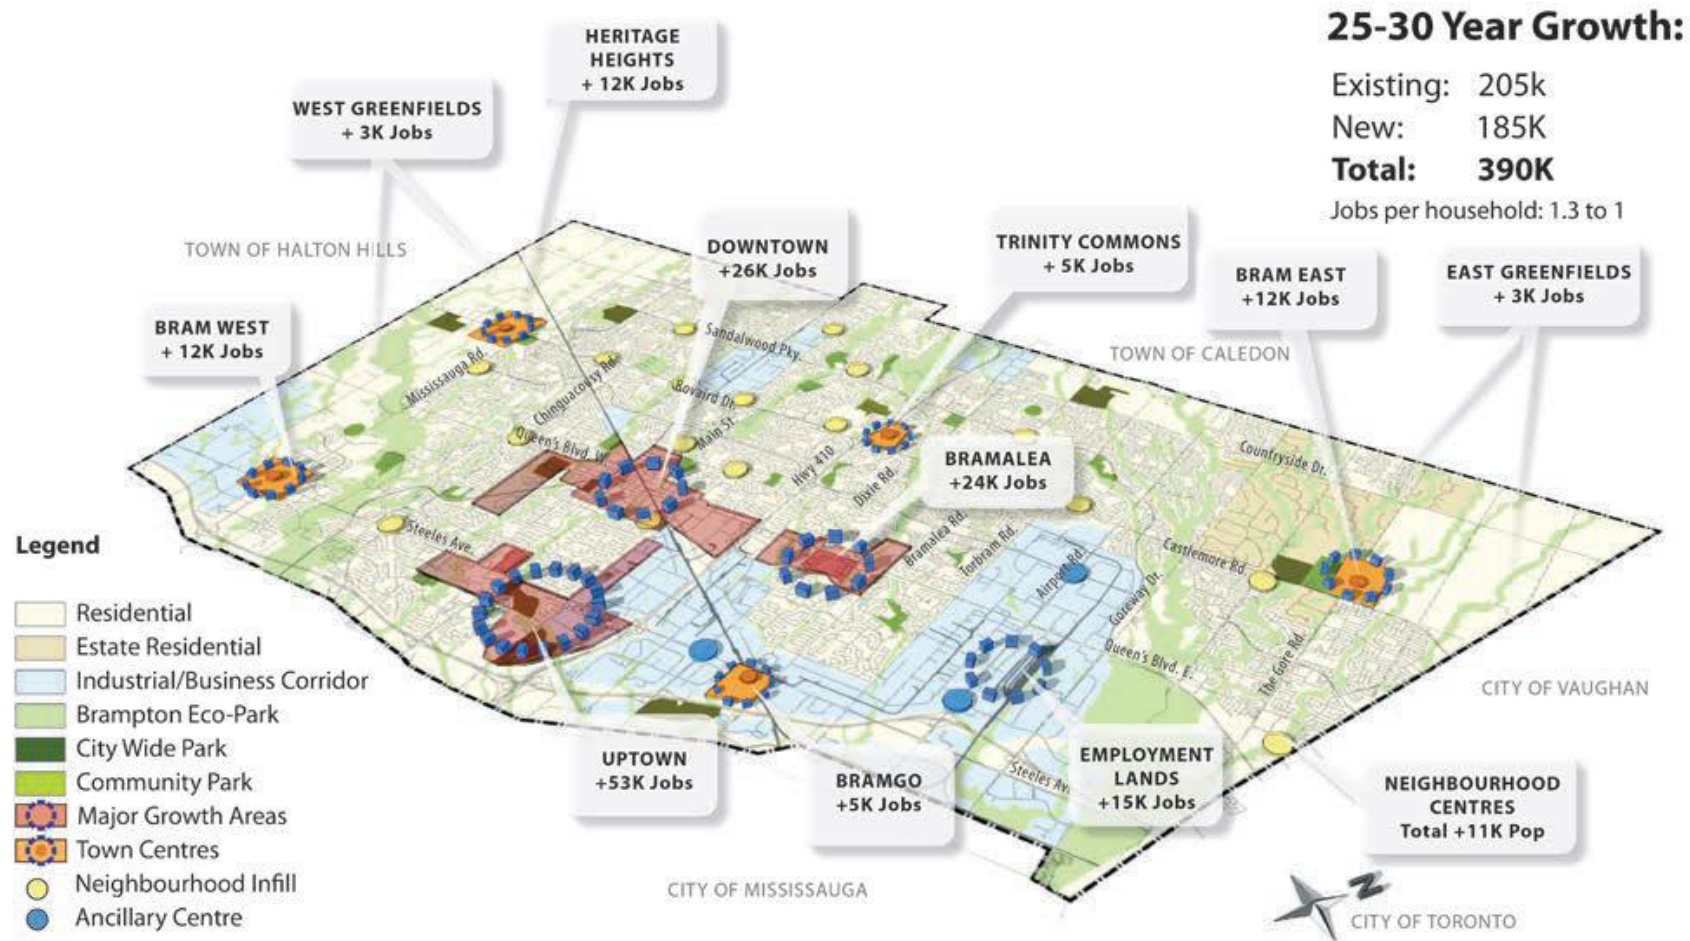 25-30 Year Growth:
Existing: 205k
New: 185K
Total: 390K
Jobs per household: 1.3 to 1
HERITAGE
HEIGHTS
+ 12K Jobs
WEST GREENFIELDS
+ 3K Jobs
TOWN OF HALTON HILLS
DOWNTOWN
+26K Jobs
TRINITY COMMONS
+ 5K Jobs
BRAM EAST
+12K Jobs
EAST GREENFIELDS
+ 3K Jobs
BRAM WEST
+ 12K Jobs
TOWN OF CALEDON
Sandalwood Pky.
Mississauga Rd.
Chinguacousy Rd.
Bovaird Dr.
Main St.
Queen's Blvd. W
Hwy 410
Dixie Rd.
BRAMALEA
+24K Jobs
Countryside Dr.
Steeles Ave.
Bramalea Rd.
Torbram Rd.
Airport Rd.
Castlemore Rd.
Goreway Dr.
Queen's Blvd. E.
The Gore Rd.
CITY OF VAUGHAN
Legend
Residential
Estate Residential
Industrial/Business Corridor
Brampton Eco-Park
City Wide Park
Community Park
Major Growth Areas
Town Centres
Neighbourhood Infill
Ancillary Centre
UPTOWN
+53K Jobs
BRAMGO
+5K Jobs
Steeles Av
EMPLOYMENT
LANDS
+15K Jobs
NEIGHBOURHOOD
CENTRES
Total +11K Pop
CITY OF MISSISSAUGA
N
CITY OF TORONTO